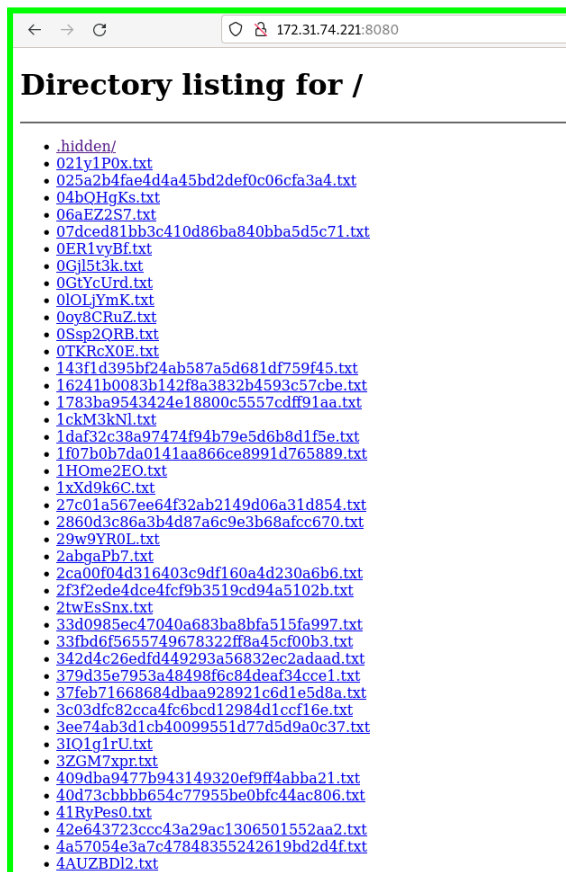 172.31.74.221:8080
Directory listing for /
.hidden/
021y1P0x.txt
025a2b4fae4d4a45bd2def0c06cfa3a4.txt
04bQHgKs.txt
06aEZ2S7.txt
07dced81bb3c410d86ba840bba5d5c71.txt
0ER1vyBf.txt
0Gjl5t3k.txt
0GtYcUrd.txt
0lOLjYmK.txt
0oy8CRuZ.txt
0Ssp2QRB.txt
0TKRcX0E.txt
143f1d395bf24ab587a5d681df759f45.txt
16241b0083b142f8a3832b4593c57cbe.txt
1783ba9543424e18800c5557cdff91aa.txt
1ckM3kNl.txt
1daf32c38a97474f94b79e5d6b8d1f5e.txt
1f07b0b7da0141aa866ce8991d765889.txt
1HOme2EO.txt
1xXd9k6C.txt
27c01a567ee64f32ab2149d06a31d854.txt
2860d3c86a3b4d87a6c9e3b68afcc670.txt
29w9YR0L.txt
2abgaPb7.txt
2ca00f04d316403c9df160a4d230a6b6.txt
2f3f2ede4dce4fcf9b3519cd94a5102b.txt
2twEsSnx.txt
33d0985ec47040a683ba8bfa515fa997.txt
33fbd6f5655749678322ff8a45cf00b3.txt
342d4c26edfd449293a56832ec2adaad.txt
379d35e7953a48498f6c84deaf34cce1.txt
37feb71668684dbaa928921c6d1e5d8a.txt
3c03dfc82cca4fc6bcd12984d1ccf16e.txt
3ee74ab3d1cb40099551d77d5d9a0c37.txt
3IQ1g1rU.txt
3ZGM7xpr.txt
409dba9477b943149320ef9ff4abba21.txt
40d73cbbbb654c77955be0bfc44ac806.txt
41RyPes0.txt
42e643723ccc43a29ac1306501552aa2.txt
4a57054e3a7c47848355242619bd2d4f.txt
4AUZBDl2.txt